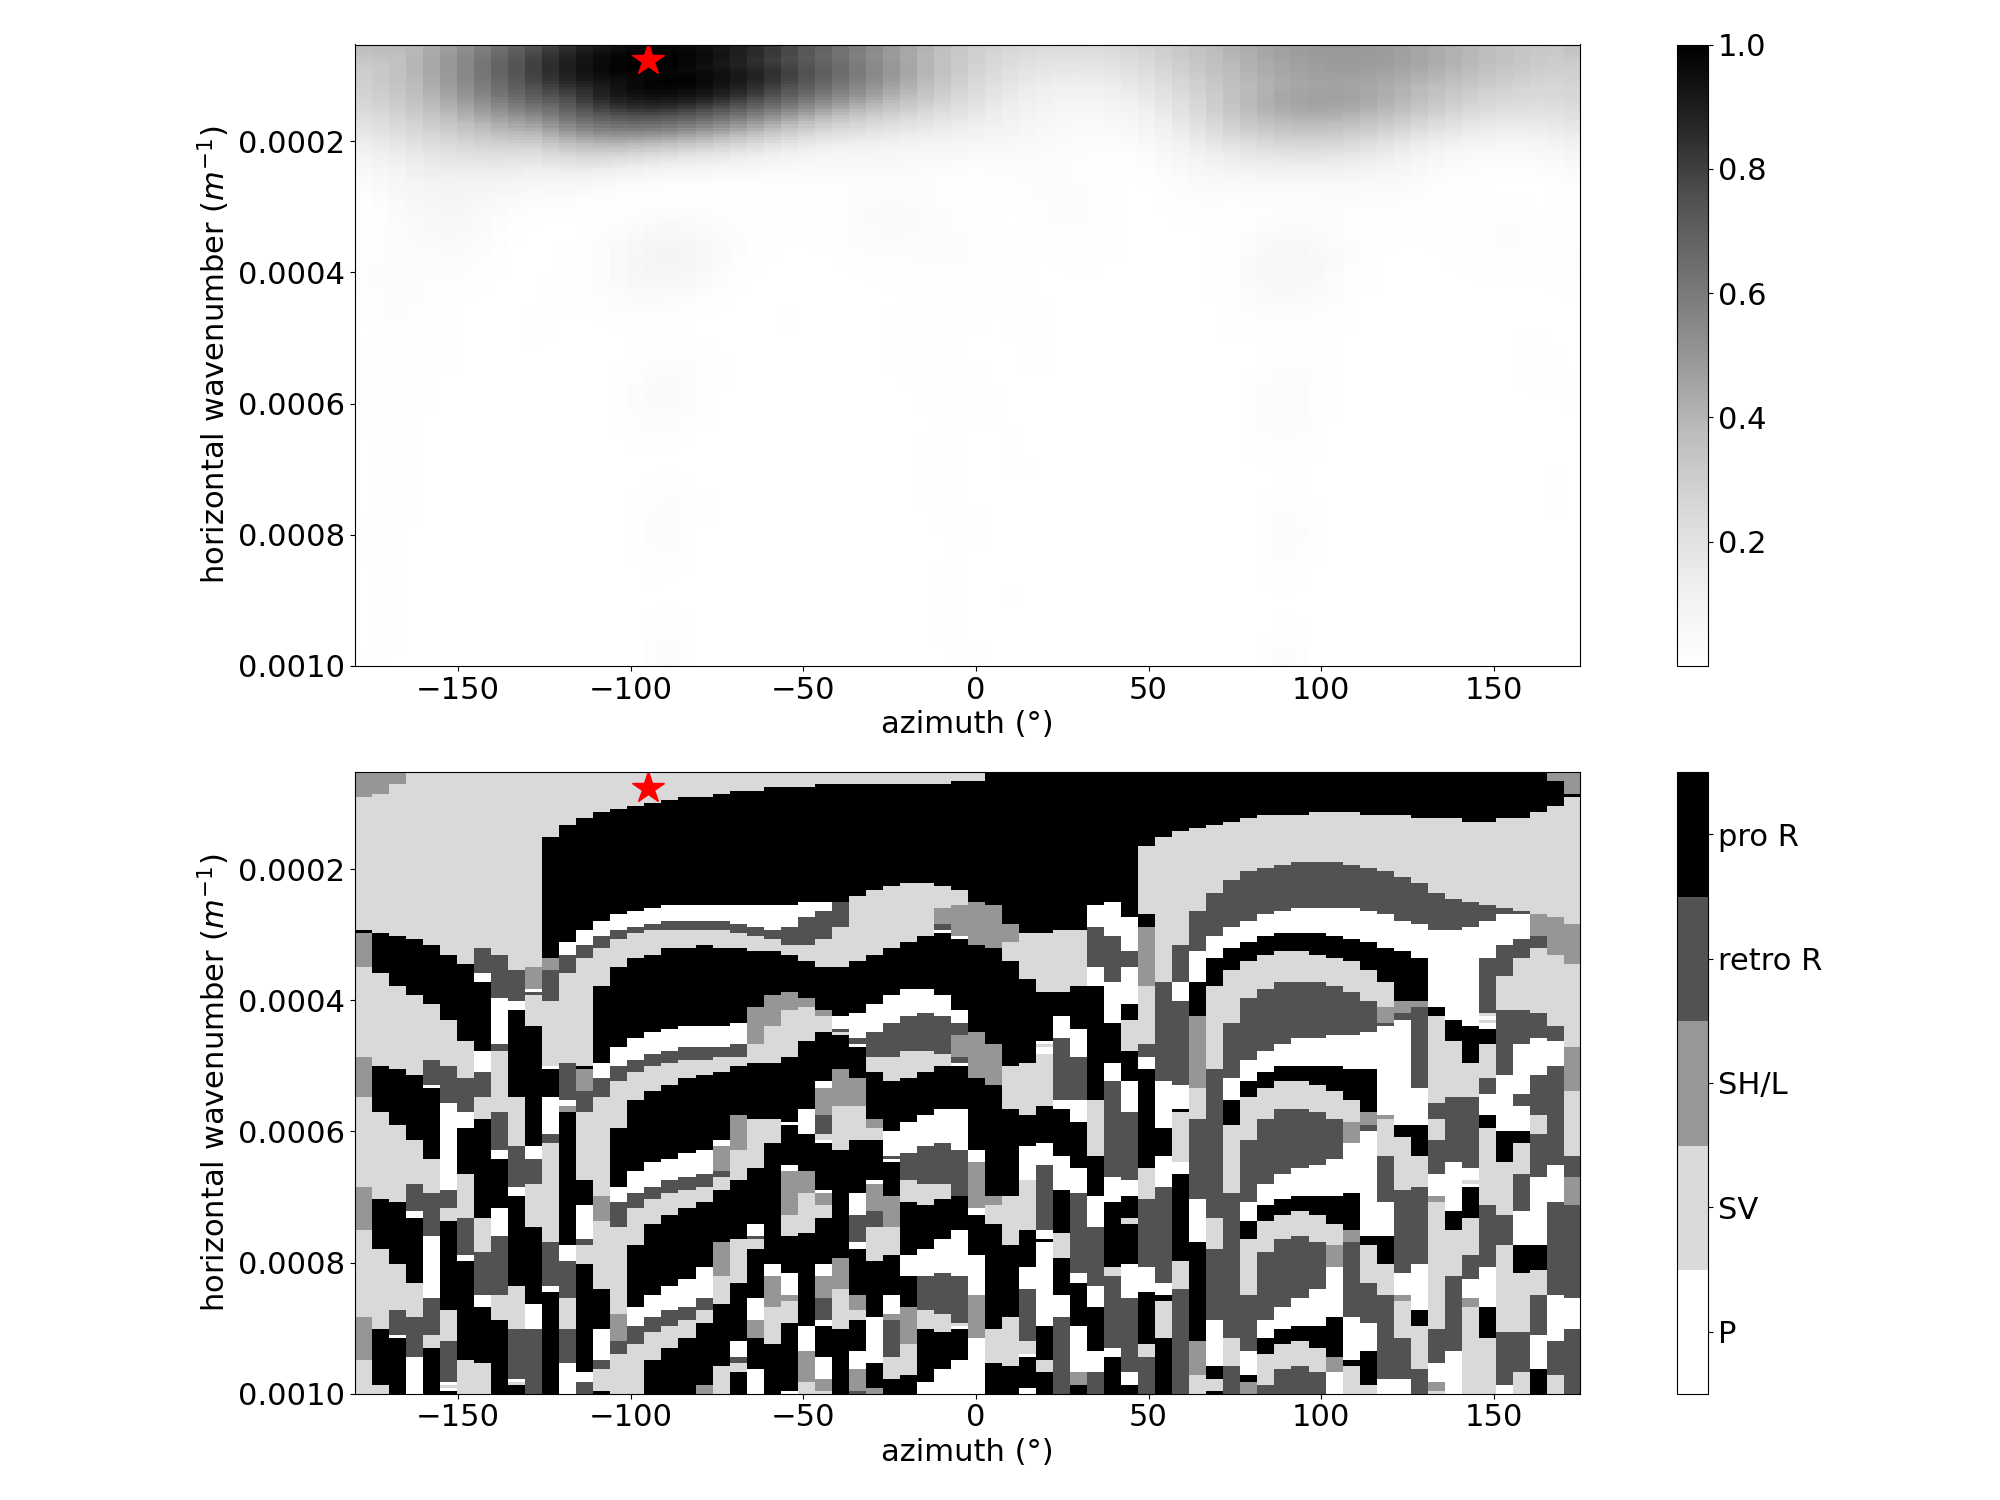 horizontal wavenumber (m⁻¹)
0.0002
0.0004
0.0006
0.0008
0.0010
−150 −100 −50 0 50 100 150
azimuth (°)
1.0
0.8
0.6
0.4
0.2
horizontal wavenumber (m⁻¹)
0.0002
0.0004
0.0006
0.0008
0.0010
−150 −100 −50 0 50 100 150
azimuth (°)
pro R
retro R
SH/L
SV
P